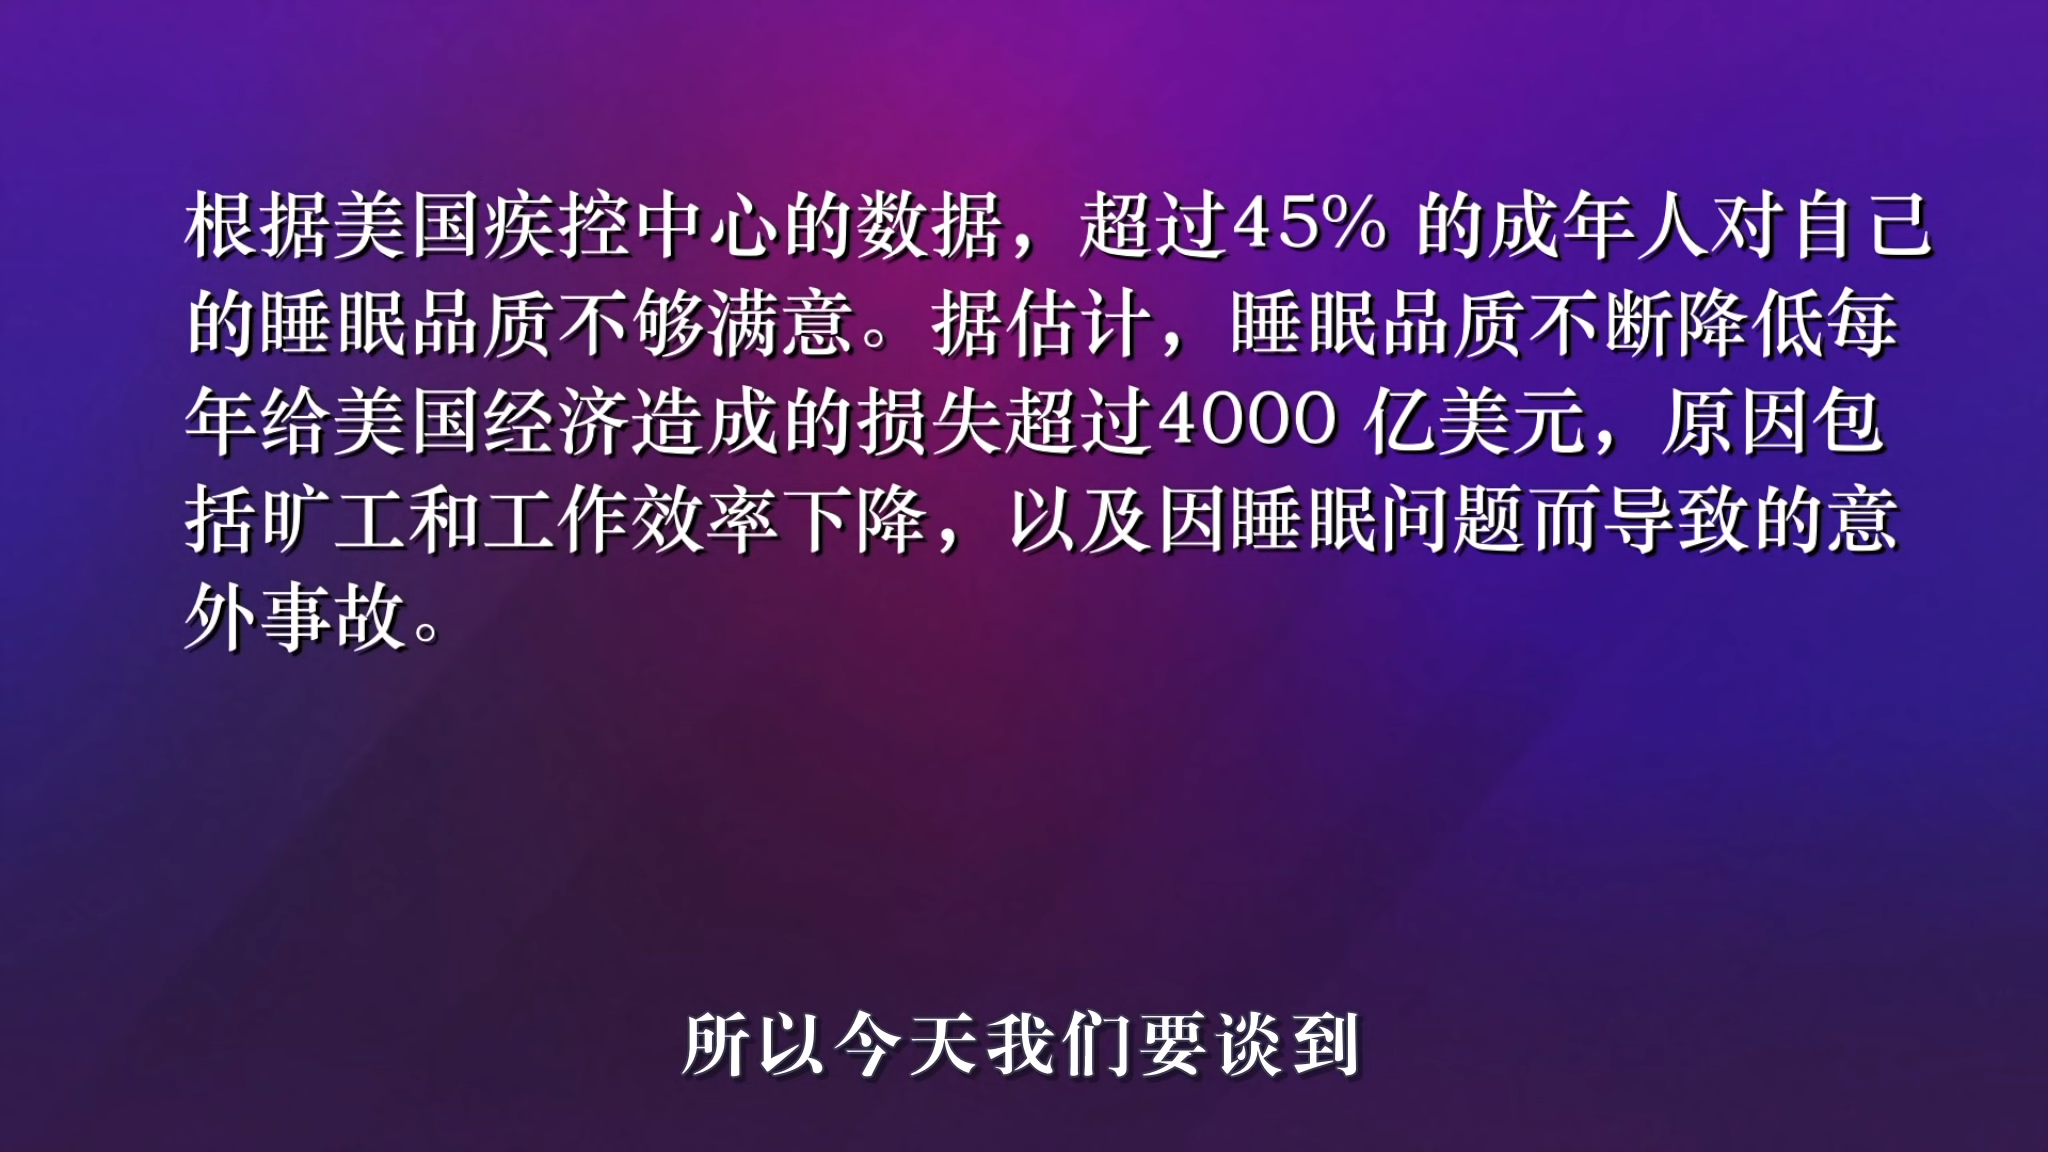 根据美国疾控中心的数据，超过45% 的成年人对自己
的睡眠品质不够满意。据估计，睡眠品质不断降低每
年给美国经济造成的损失超过4000 亿美元，原因包
括旷工和工作效率下降，以及因睡眠问题而导致的意
外事故。
所以今天我们要谈到